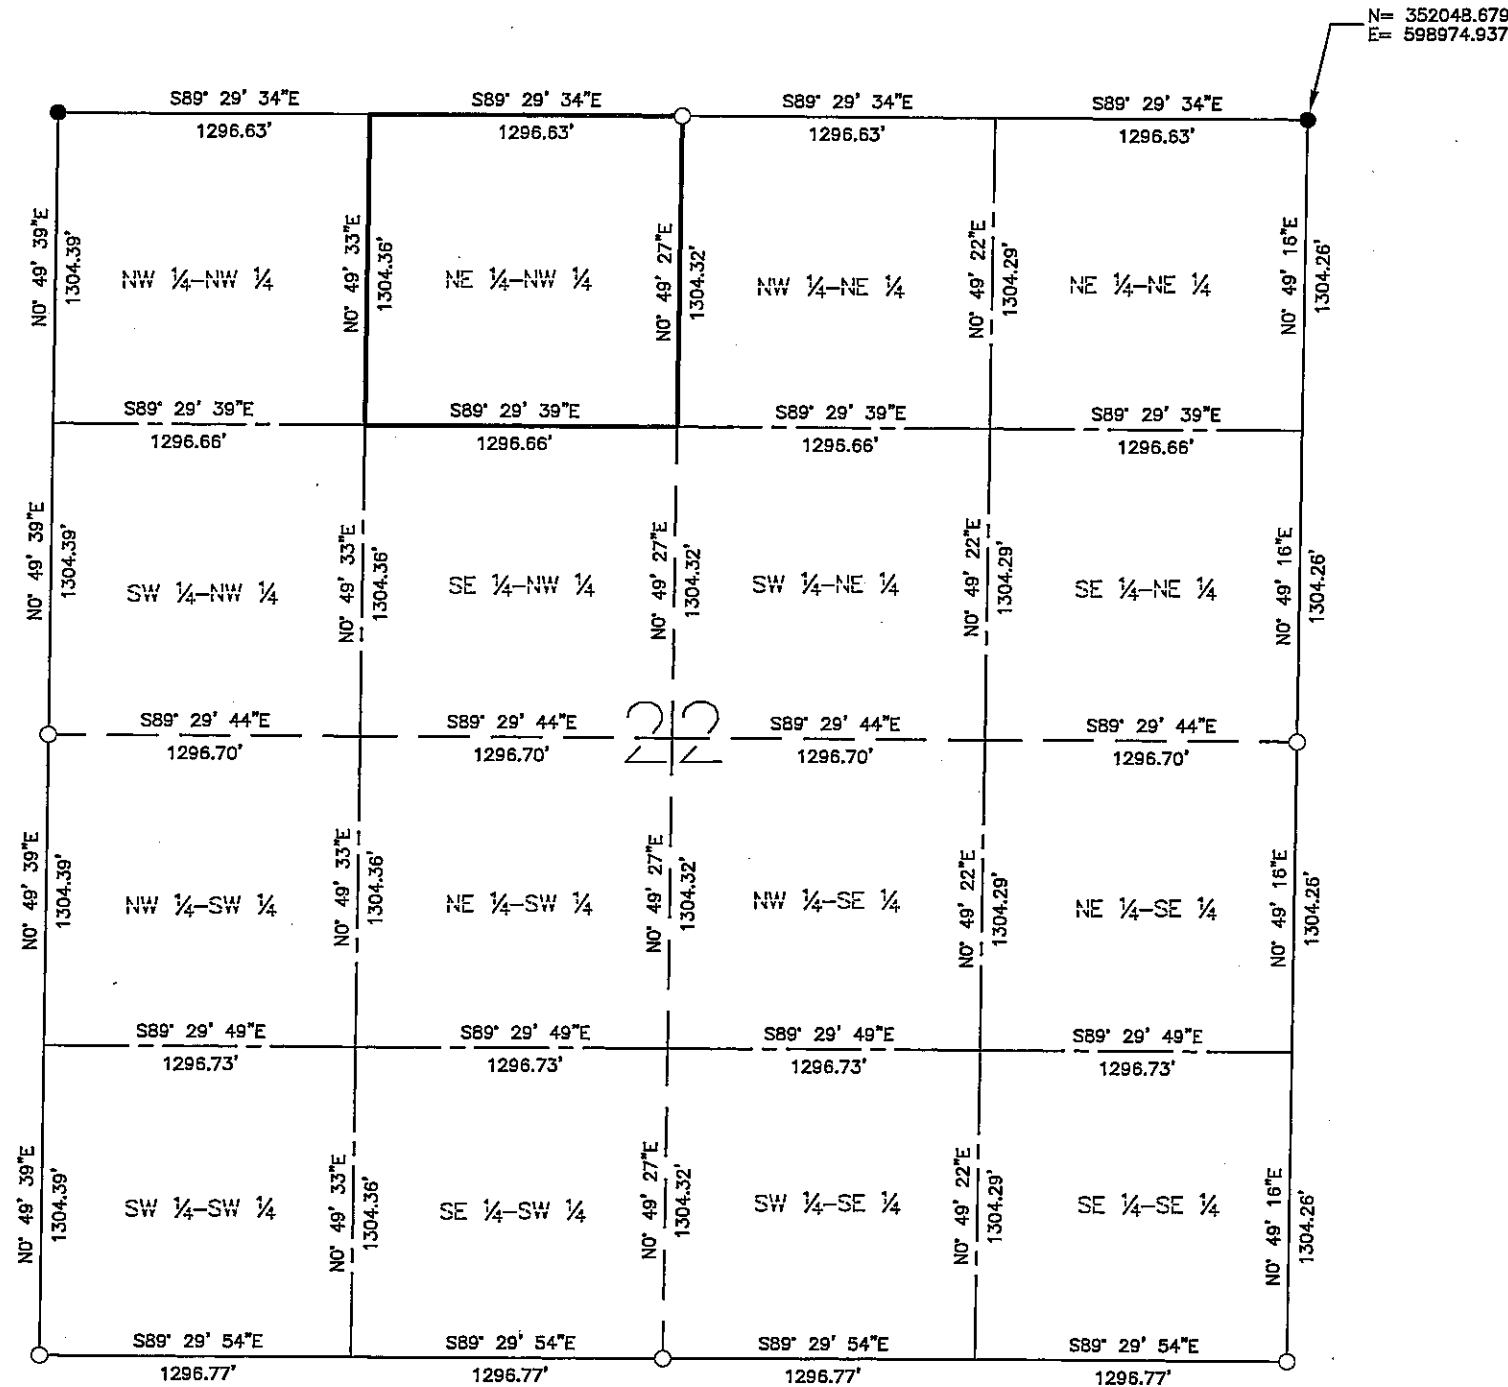 N= 352048.679
E= 598974.937
S89° 29' 34"E
S89° 29' 34"E
S89° 29' 34"E
S89° 29' 34"E
1296.63'
1296.63'
1296.63'
1296.63'
N0° 49' 39"E
1304.39'
NW ¼-NW ¼
N0° 49' 33"E
1304.36'
NE ¼-NW ¼
N0° 49' 27"E
1304.32'
NW ¼-NE ¼
N0° 49' 22"E
1304.29'
NE ¼-NE ¼
N0° 49' 16"E
1304.26'
S89° 29' 39"E
S89° 29' 39"E
S89° 29' 39"E
S89° 29' 39"E
1296.66'
1296.66'
1296.66'
1296.66'
N0° 49' 39"E
1304.39'
SW ¼-NW ¼
N0° 49' 33"E
1304.36'
SE ¼-NW ¼
N0° 49' 27"E
1304.32'
SW ¼-NE ¼
N0° 49' 22"E
1304.29'
SE ¼-NE ¼
N0° 49' 16"E
1304.26'
S89° 29' 44"E
S89° 29' 44"E
22
S89° 29' 44"E
S89° 29' 44"E
1296.70'
1296.70'
1296.70'
1296.70'
N0° 49' 39"E
1304.39'
NW ¼-SW ¼
N0° 49' 33"E
1304.36'
NE ¼-SW ¼
N0° 49' 27"E
1304.32'
NW ¼-SE ¼
N0° 49' 22"E
1304.29'
NE ¼-SE ¼
N0° 49' 16"E
1304.26'
S89° 29' 49"E
S89° 29' 49"E
S89° 29' 49"E
S89° 29' 49"E
1296.73'
1296.73'
1296.73'
1296.73'
N0° 49' 39"E
1304.39'
SW ¼-SW ¼
N0° 49' 33"E
1304.36'
SE ¼-SW ¼
N0° 49' 27"E
1304.32'
SW ¼-SE ¼
N0° 49' 22"E
1304.29'
SE ¼-SE ¼
N0° 49' 16"E
1304.26'
S89° 29' 54"E
S89° 29' 54"E
S89° 29' 54"E
S89° 29' 54"E
1296.77'
1296.77'
1296.77'
1296.77'